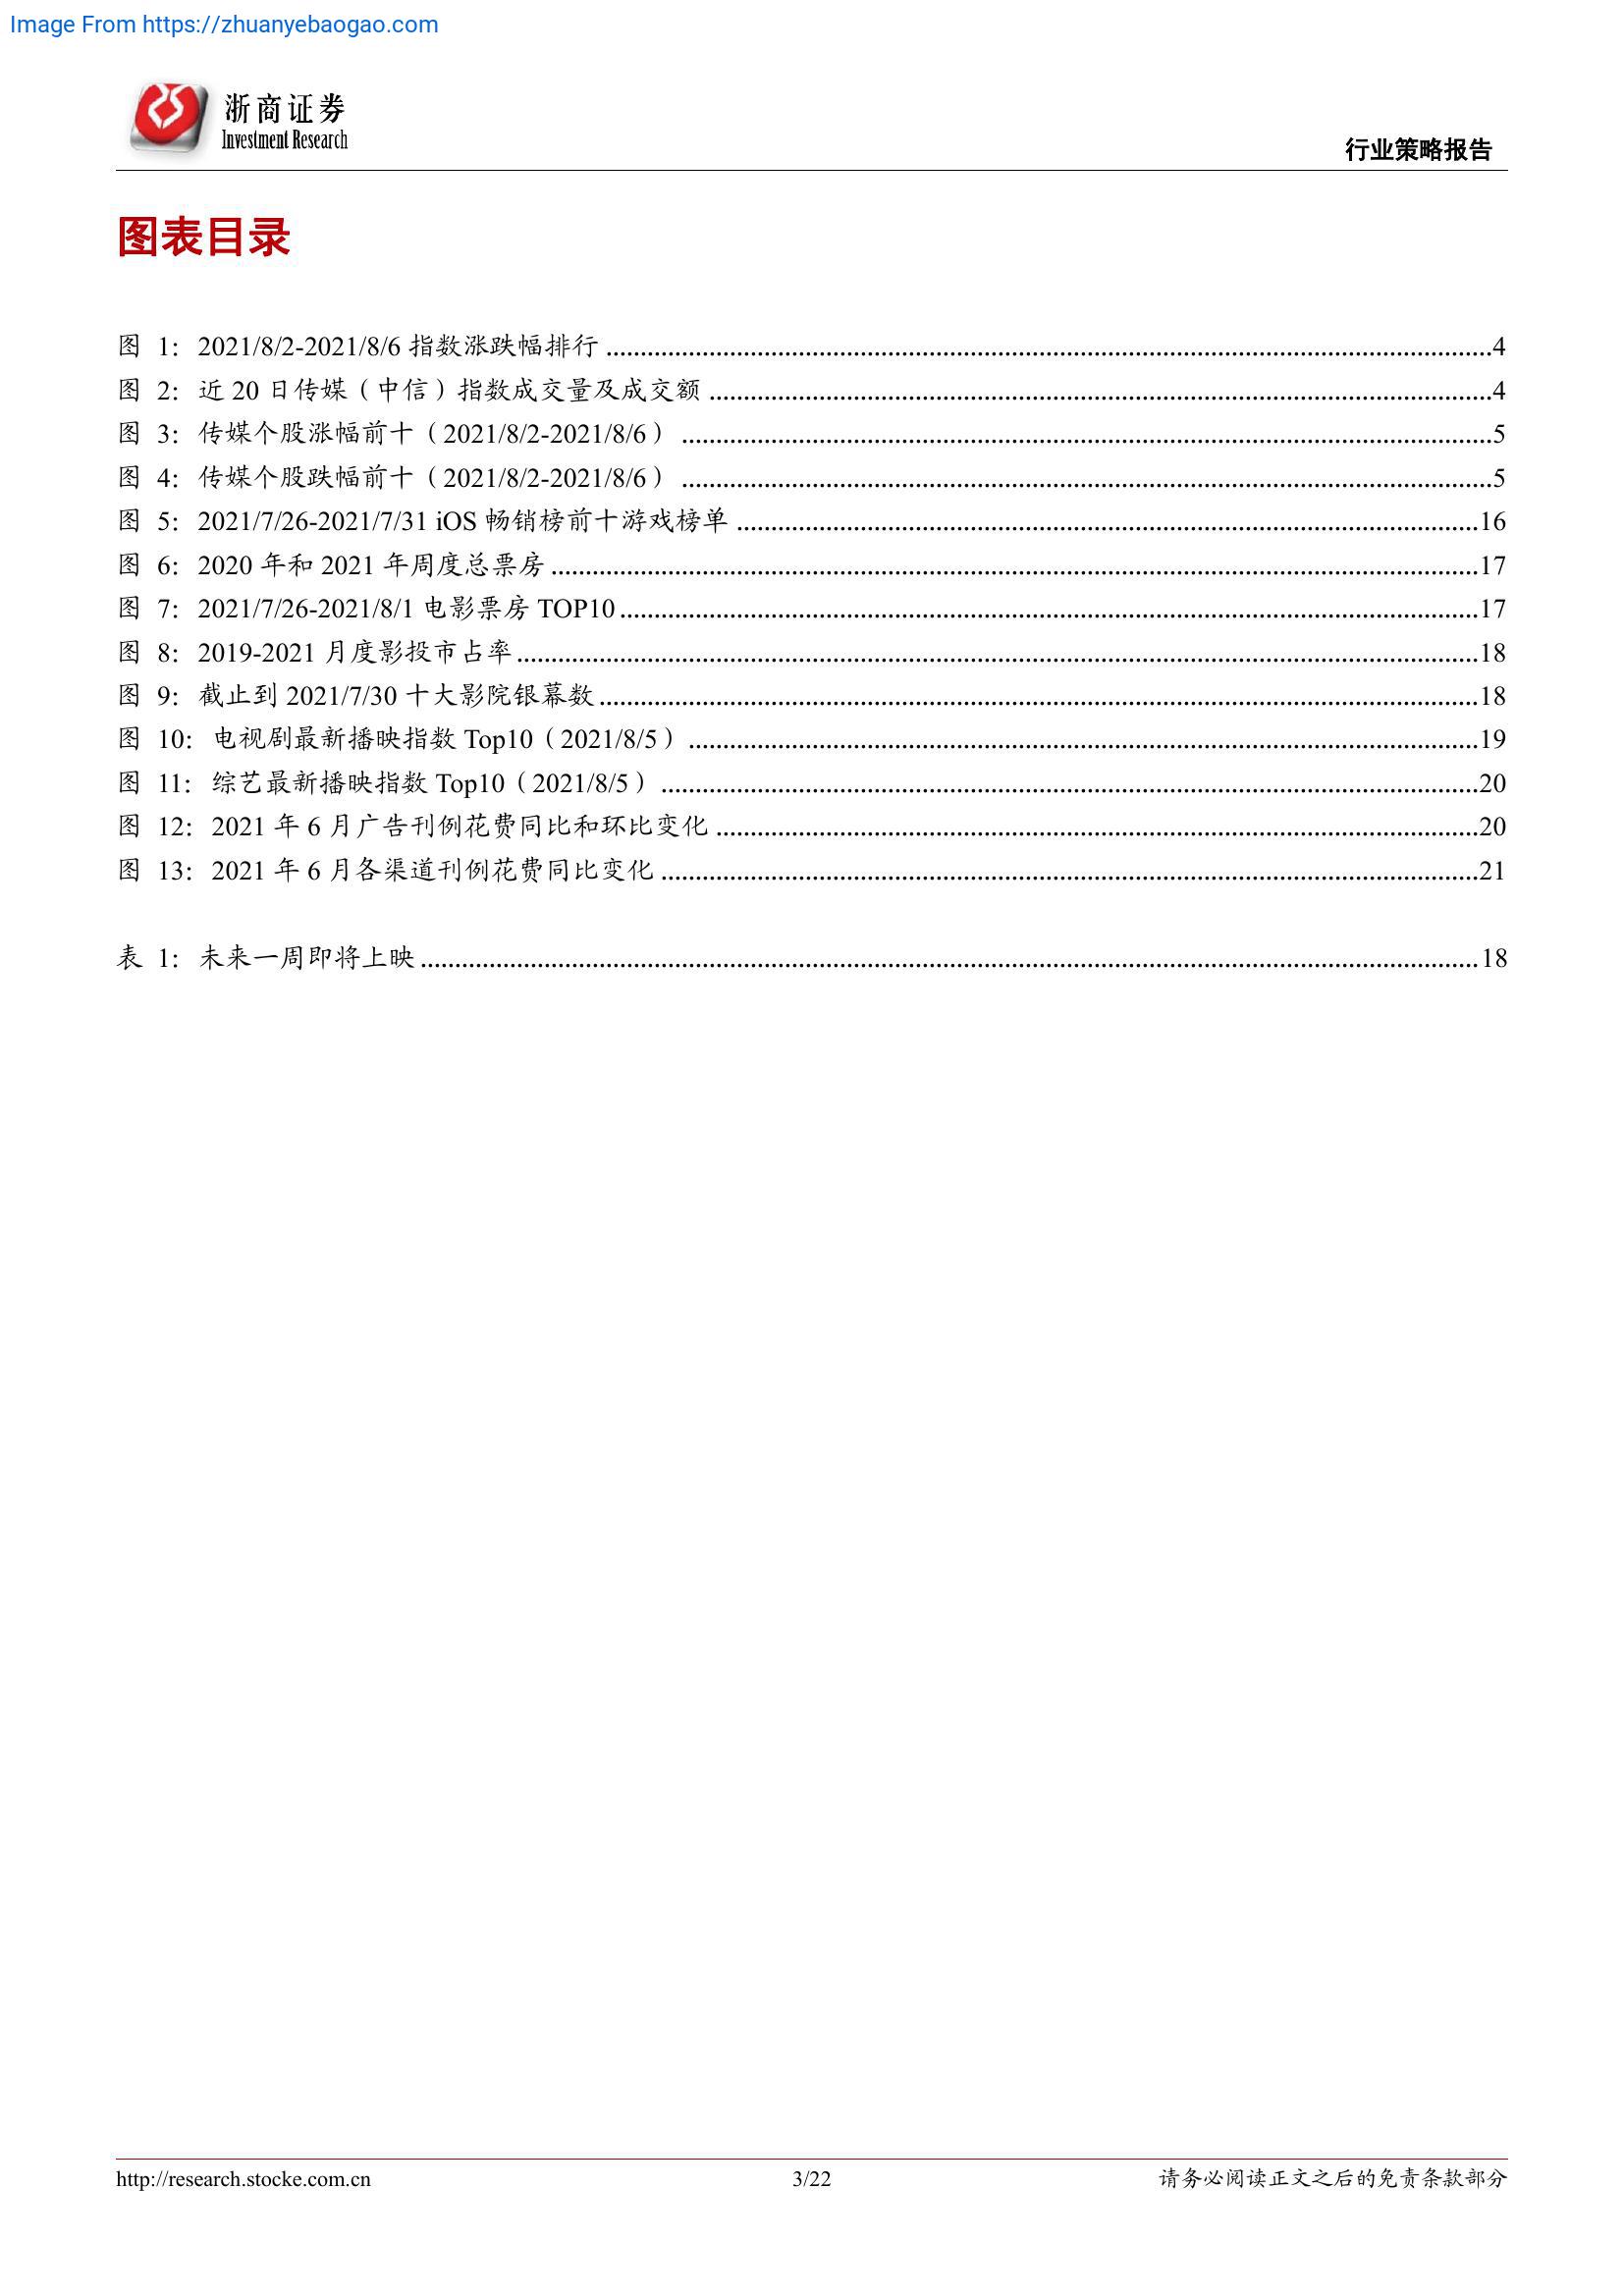 Image From https://zhuanyebaogao.com
浙商证券
Investment Research
行业策略报告
图表目录
图 1: 2021/8/2-2021/8/6 指数涨跌幅排行 ........ 4
图 2: 近 20 日传媒（中信）指数成交量及成交额 ........ 4
图 3: 传媒个股涨幅前十（2021/8/2-2021/8/6） ........ 5
图 4: 传媒个股跌幅前十（2021/8/2-2021/8/6） ........ 5
图 5: 2021/7/26-2021/7/31 iOS 畅销榜前十游戏榜单 ........ 16
图 6: 2020 年和 2021 年周度总票房 ........ 17
图 7: 2021/7/26-2021/8/1 电影票房 TOP10 ........ 17
图 8: 2019-2021 月度影投市占率 ........ 18
图 9: 截止到 2021/7/30 十大影院银幕数 ........ 18
图 10: 电视剧最新播映指数 Top10（2021/8/5） ........ 19
图 11: 综艺最新播映指数 Top10（2021/8/5） ........ 20
图 12: 2021 年 6 月广告刊例花费同比和环比变化 ........ 20
图 13: 2021 年 6 月各渠道刊例花费同比变化 ........ 21
表 1: 未来一周即将上映 ........ 18
http://research.stocke.com.cn
3/22
请务必阅读正文之后的免责条款部分